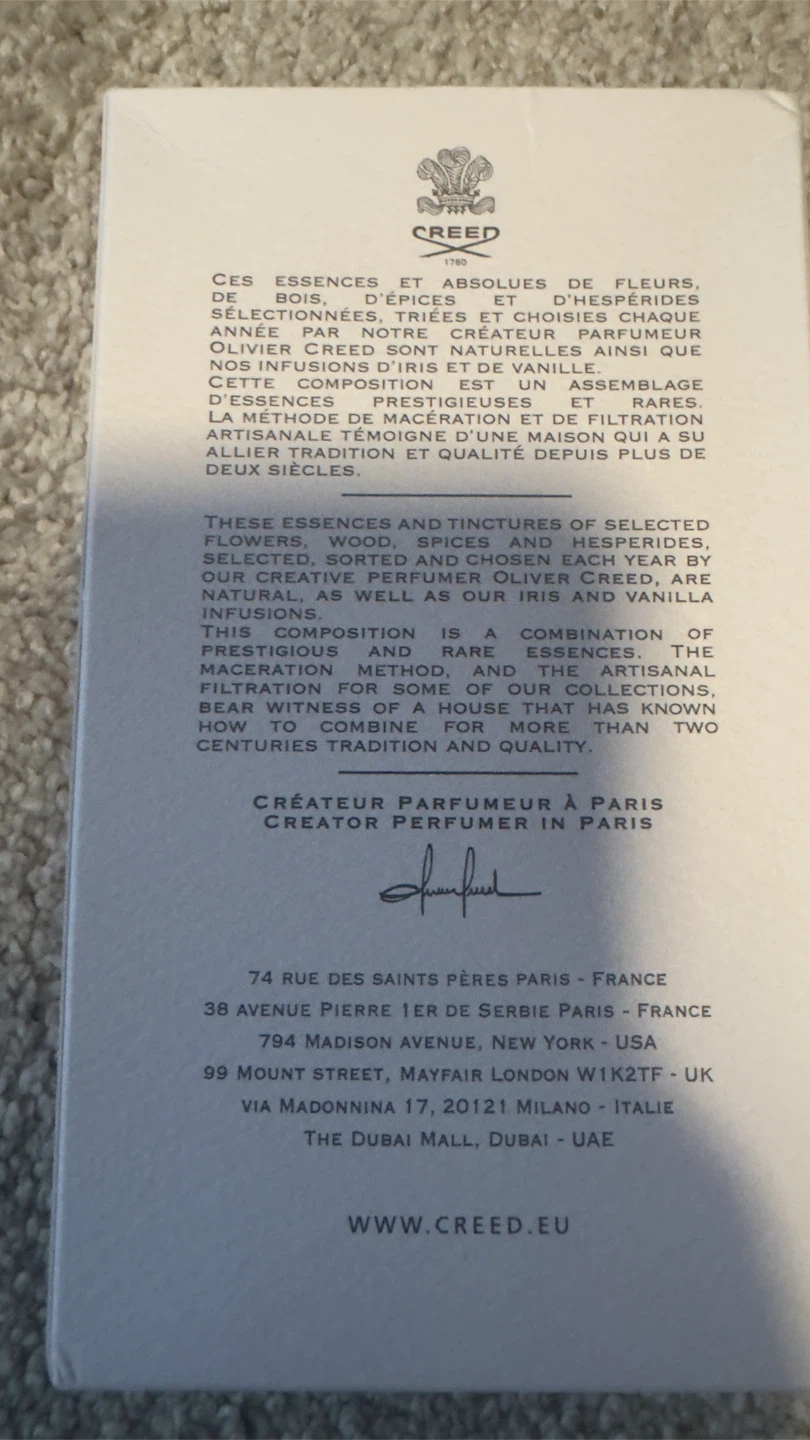 CREED
1760
CES ESSENCES ET ABSOLUES DE FLEURS,
DE BOIS, D'ÉPICES ET D'HESPÉRIDES
SÉLECTIONNÉES, TRIÉES ET CHOISIES CHAQUE
ANNÉE PAR NOTRE CRÉATEUR PARFUMEUR
OLIVIER CREED SONT NATURELLES AINSI QUE
NOS INFUSIONS D'IRIS ET DE VANILLE.
CETTE COMPOSITION EST UN ASSEMBLAGE
D'ESSENCES PRESTIGIEUSES ET RARES.
LA MÉTHODE DE MACÉRATION ET DE FILTRATION
ARTISANALE TÉMOIGNE D'UNE MAISON QUI A SU
ALLIER TRADITION ET QUALITÉ DEPUIS PLUS DE
DEUX SIÈCLES.
THESE ESSENCES AND TINCTURES OF SELECTED
FLOWERS, WOOD, SPICES AND HESPERIDES,
SELECTED, SORTED AND CHOSEN EACH YEAR BY
OUR CREATIVE PERFUMER OLIVER CREED, ARE
NATURAL, AS WELL AS OUR IRIS AND VANILLA
INFUSIONS.
THIS COMPOSITION IS A COMBINATION OF
PRESTIGIOUS AND RARE ESSENCES. THE
MACERATION METHOD, AND THE ARTISANAL
FILTRATION FOR SOME OF OUR COLLECTIONS,
BEAR WITNESS OF A HOUSE THAT HAS KNOWN
HOW TO COMBINE FOR MORE THAN TWO
CENTURIES TRADITION AND QUALITY.
CRÉATEUR PARFUMEUR À PARIS
CREATOR PERFUMER IN PARIS
74 RUE DES SAINTS PÈRES PARIS - FRANCE
38 AVENUE PIERRE 1ER DE SERBIE PARIS - FRANCE
794 MADISON AVENUE, NEW YORK - USA
99 MOUNT STREET, MAYFAIR LONDON W1K2TF - UK
VIA MADONNINA 17, 20121 MILANO - ITALIE
THE DUBAI MALL, DUBAI - UAE
WWW.CREED.EU